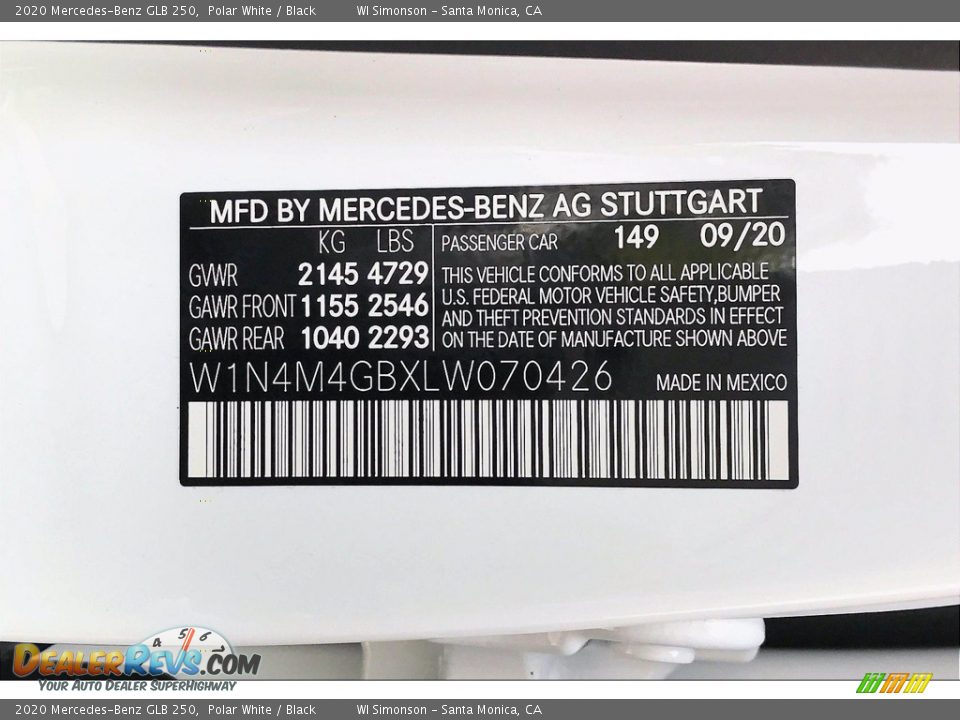 2020 Mercedes-Benz GLB 250, Polar White / Black WI Simonson - Santa Monica, CA
MFD BY MERCEDES-BENZ AG STUTTGART
KG LBS
GVWR 2145 4729
GAWR FRONT 1155 2546
GAWR REAR 1040 2293
PASSENGER CAR 149 09/20
THIS VEHICLE CONFORMS TO ALL APPLICABLE
U.S. FEDERAL MOTOR VEHICLE SAFETY,BUMPER
AND THEFT PREVENTION STANDARDS IN EFFECT
ON THE DATE OF MANUFACTURE SHOWN ABOVE
W1N4M4GBXLW070426 MADE IN MEXICO
4 5 6
DEALERREVS.COM
YOUR AUTO DEALER SUPERHIGHWAY
2020 Mercedes-Benz GLB 250, Polar White / Black WI Simonson - Santa Monica, CA